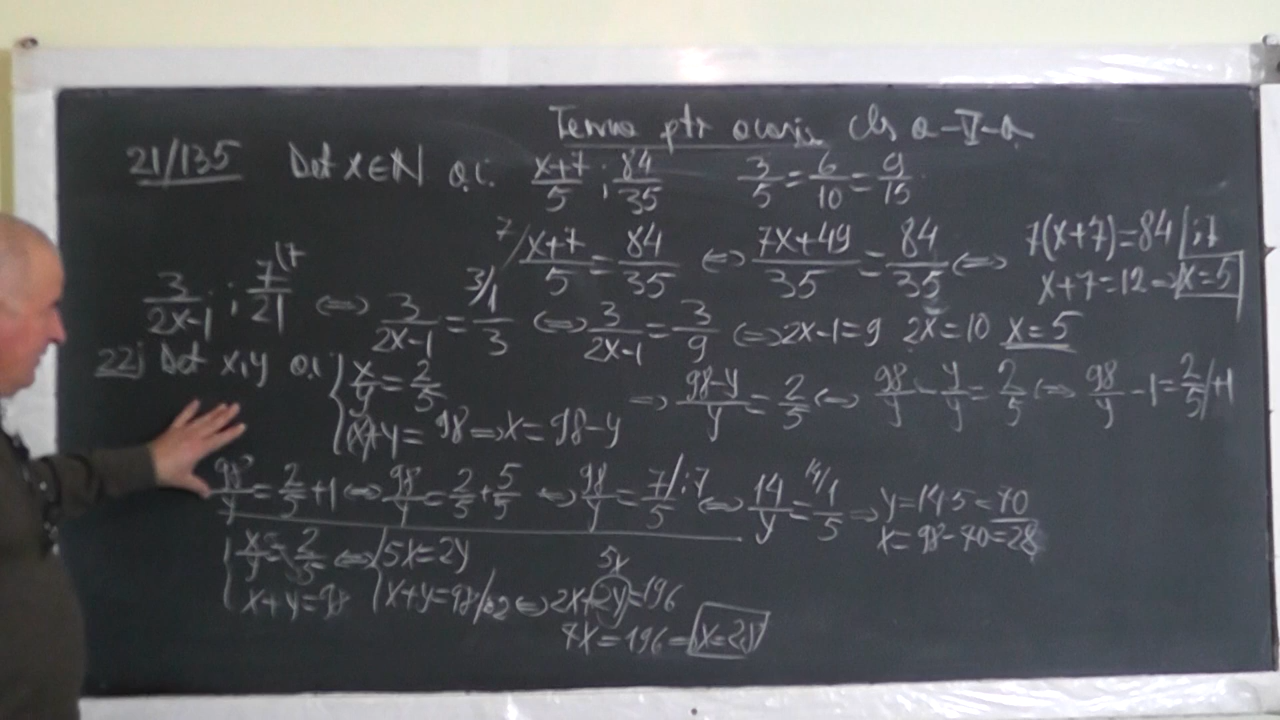 Tema ptr acasă cls a-V-a
21/135 Det x∈N a.i. x+7/5 ; 84/35 3/5 = 6/10 = 9/15
7/ x+7/5 = 84/35 ⇔ 7x+49/35 = 84/35 ⇔ 7(x+7)=84 |:7
x+7=12 ⇒ x=5
3/2x-1 ; 7/21 (7 ⇔ 3/2x-1 = 3/ 1/3 ⇔ 3/2x-1 = 3/9 ⇔ 2x-1=9 2x=10 x=5
22) Det x,y a.i { x/y = 2/5
x+y = 98 ⇒ x = 98-y
⇒ 98-y/y = 2/5 ⇔ 98/y - y/y = 2/5 ⇔ 98/y - 1 = 2/5 /+1
98/y = 2/5 + 1 ⇔ 98/y = 2/5 + 5/5 ⇔ 98/y = 7/5 /:7 ⇔ 14/y = 14/ 1/5 ⇒ y=14·5=70
x=98-70=28
{ x/y = 2/5 ⇔ { 5x=2y 5x
x+y=98 x+y=98/·2 ⇔ 2x+2y=196
7x=196 ⇒